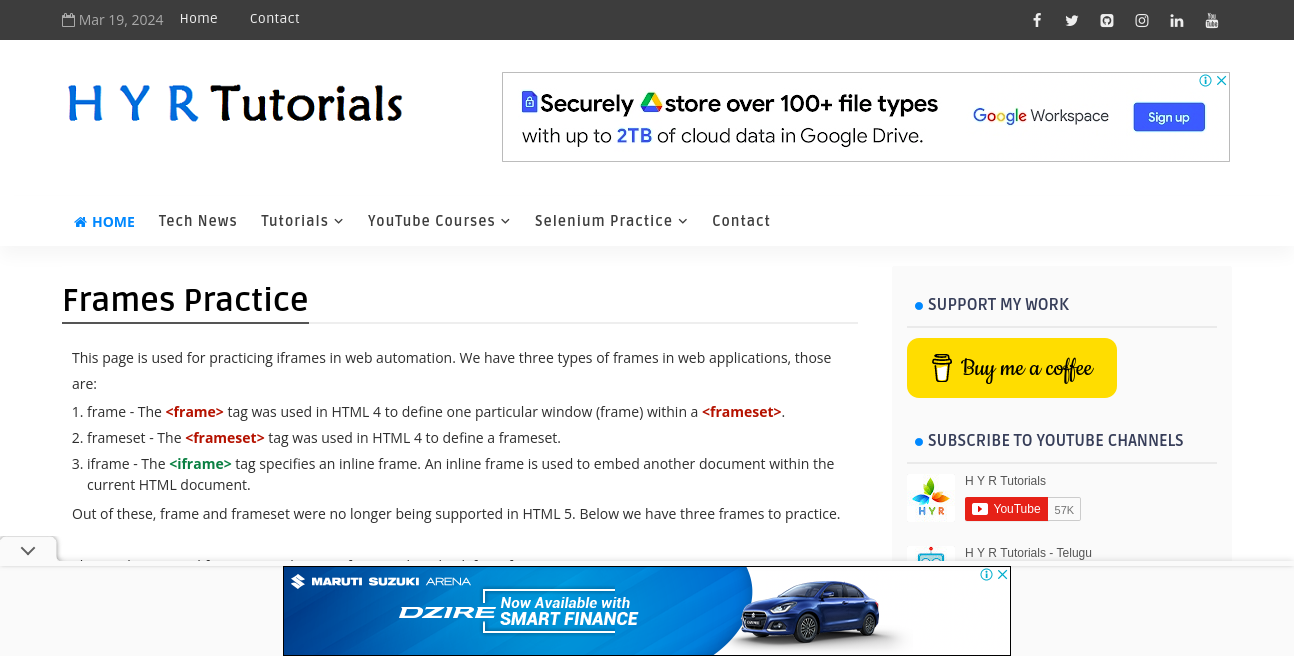 Mar 19, 2024 Home Contact
You Tube
H Y R Tutorials
Securely store over 100+ file types
with up to 2TB of cloud data in Google Drive.
Google Workspace
Sign up
HOME Tech News Tutorials YouTube Courses Selenium Practice Contact
Frames Practice
This page is used for practicing iframes in web automation. We have three types of frames in web applications, those
are:
1. frame - The <frame> tag was used in HTML 4 to define one particular window (frame) within a <frameset>.
2. frameset - The <frameset> tag was used in HTML 4 to define a frameset.
3. iframe - The <iframe> tag specifies an inline frame. An inline frame is used to embed another document within the
current HTML document.
Out of these, frame and frameset were no longer being supported in HTML 5. Below we have three frames to practice.
SUPPORT MY WORK
Buy me a coffee
SUBSCRIBE TO YOUTUBE CHANNELS
HYR
H Y R Tutorials
YouTube 57K
H Y R Tutorials - Telugu
MARUTI SUZUKI ARENA
DZIRE
Now Available with
SMART FINANCE